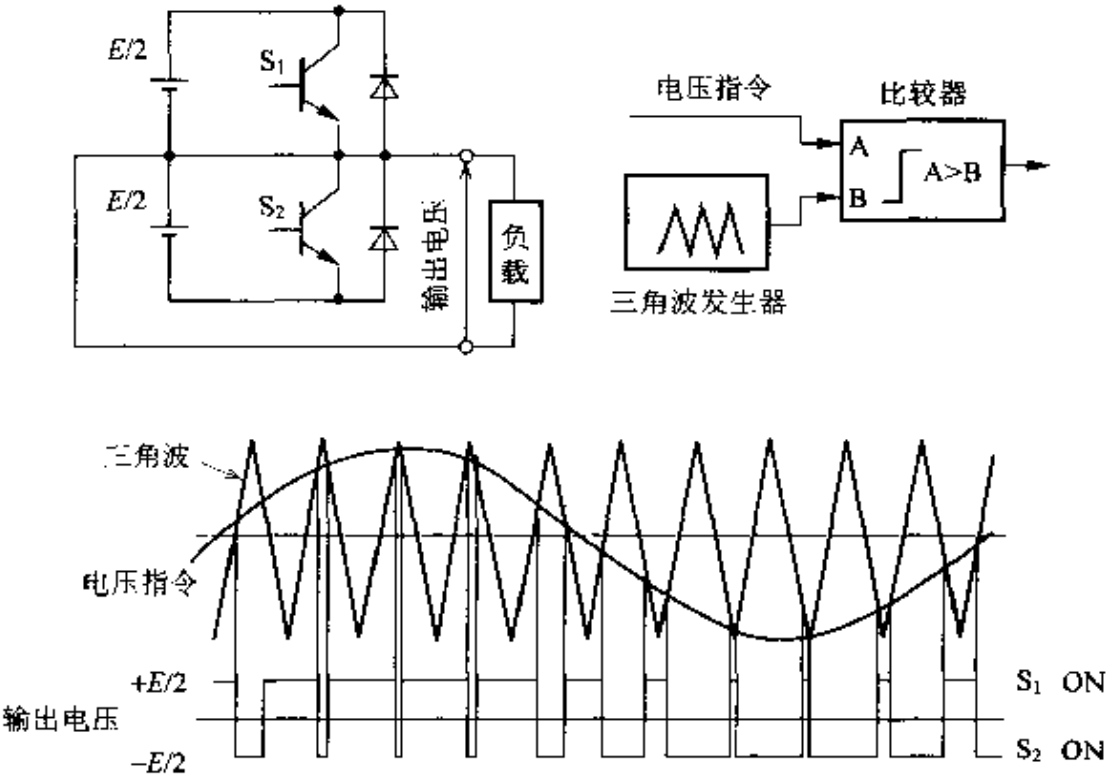 E/2
S₁
E/2
S₂
输出电压
负载
电压指令
比较器
A
A>B
B
三角波发生器
三角波
电压指令
+E/2
S₁ ON
输出电压
−E/2
S₂ ON